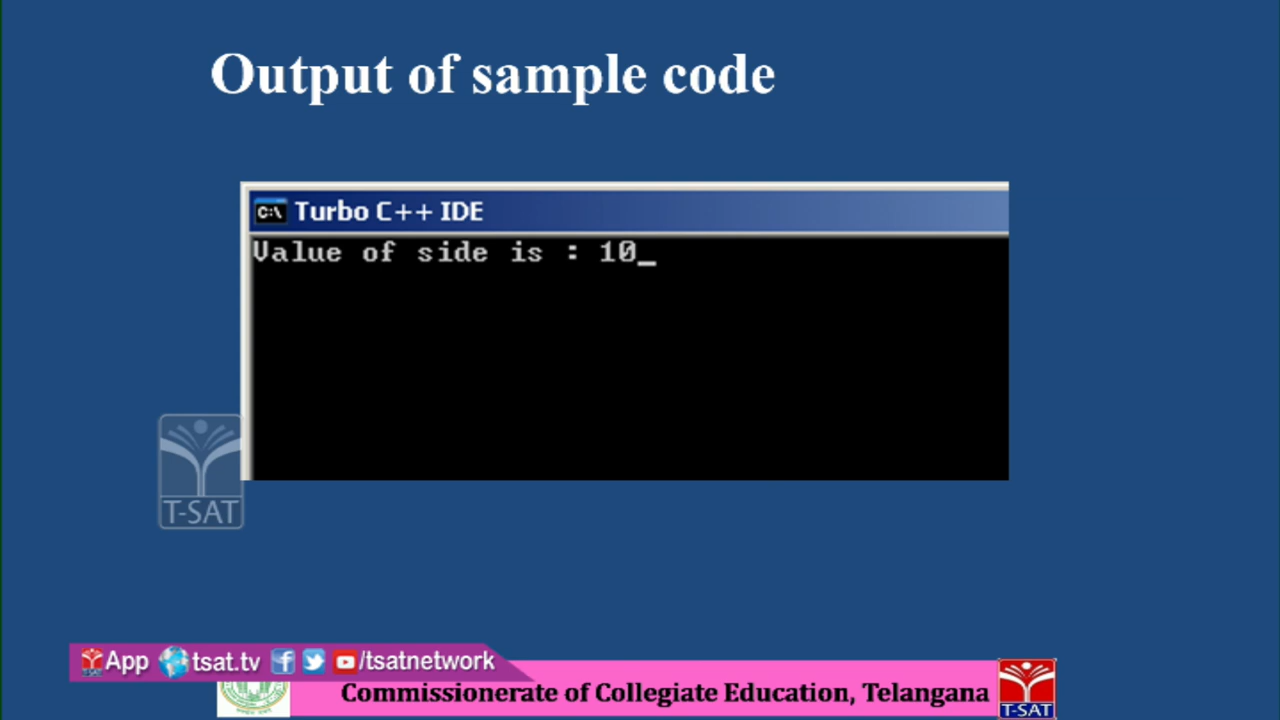 Output of sample code
C:\ Turbo C++ IDE
Value of side is : 10_
T-SAT
App tsat.tv /tsatnetwork
Commissionerate of Collegiate Education, Telangana
T-SAT